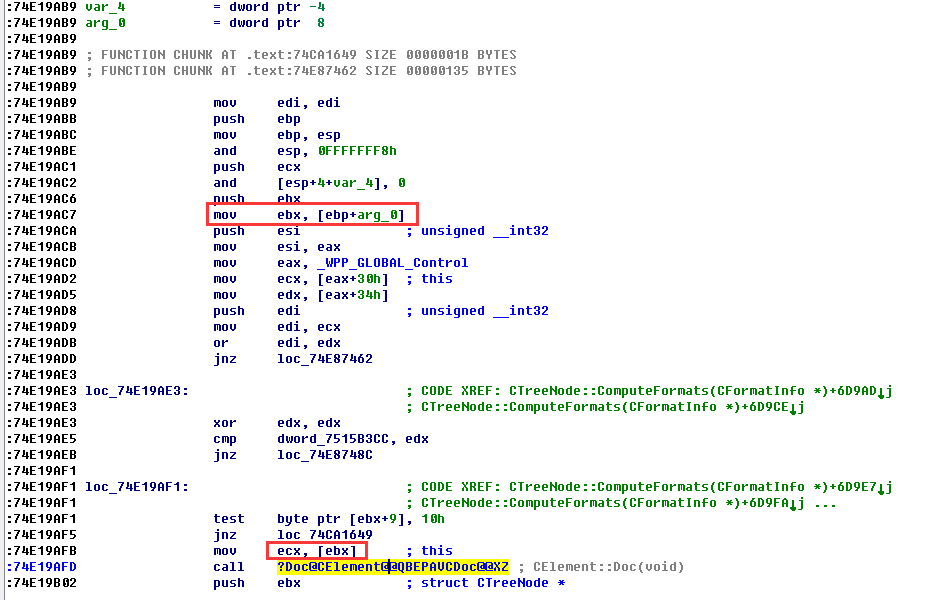 :74E19AB9 var_4           = dword ptr -4
:74E19AB9 arg_0           = dword ptr  8
:74E19AB9
:74E19AB9 ; FUNCTION CHUNK AT .text:74CA1649 SIZE 0000001B BYTES
:74E19AB9 ; FUNCTION CHUNK AT .text:74E87462 SIZE 00000135 BYTES
:74E19AB9
:74E19AB9                 mov     edi, edi
:74E19ABB                 push    ebp
:74E19ABC                 mov     ebp, esp
:74E19ABE                 and     esp, 0FFFFFFF8h
:74E19AC1                 push    ecx
:74E19AC2                 and     [esp+4+var_4], 0
:74E19AC6                 push    ebx
:74E19AC7                 mov     ebx, [ebp+arg_0]
:74E19ACA                 push    esi             ; unsigned __int32
:74E19ACB                 mov     esi, eax
:74E19ACD                 mov     eax, _WPP_GLOBAL_Control
:74E19AD2                 mov     ecx, [eax+30h]  ; this
:74E19AD5                 mov     edx, [eax+34h]
:74E19AD8                 push    edi             ; unsigned __int32
:74E19AD9                 mov     edi, ecx
:74E19ADB                 or      edi, edx
:74E19ADD                 jnz     loc_74E87462
:74E19AE3
:74E19AE3 loc_74E19AE3:                           ; CODE XREF: CTreeNode::ComputeFormats(CFormatInfo *)+6D9AD↓j
:74E19AE3                                         ; CTreeNode::ComputeFormats(CFormatInfo *)+6D9CE↓j
:74E19AE3                 xor     edx, edx
:74E19AE5                 cmp     dword_7515B3CC, edx
:74E19AEB                 jnz     loc_74E8748C
:74E19AF1
:74E19AF1 loc_74E19AF1:                           ; CODE XREF: CTreeNode::ComputeFormats(CFormatInfo *)+6D9E7↓j
:74E19AF1                                         ; CTreeNode::ComputeFormats(CFormatInfo *)+6D9FA↓j ...
:74E19AF1                 test    byte ptr [ebx+9], 10h
:74E19AF5                 jnz     loc_74CA1649
:74E19AFB                 mov     ecx, [ebx]      ; this
:74E19AFD                 call    ?Doc@CElement@@QBEPAVCDoc@@XZ ; CElement::Doc(void)
:74E19B02                 push    ebx             ; struct CTreeNode *